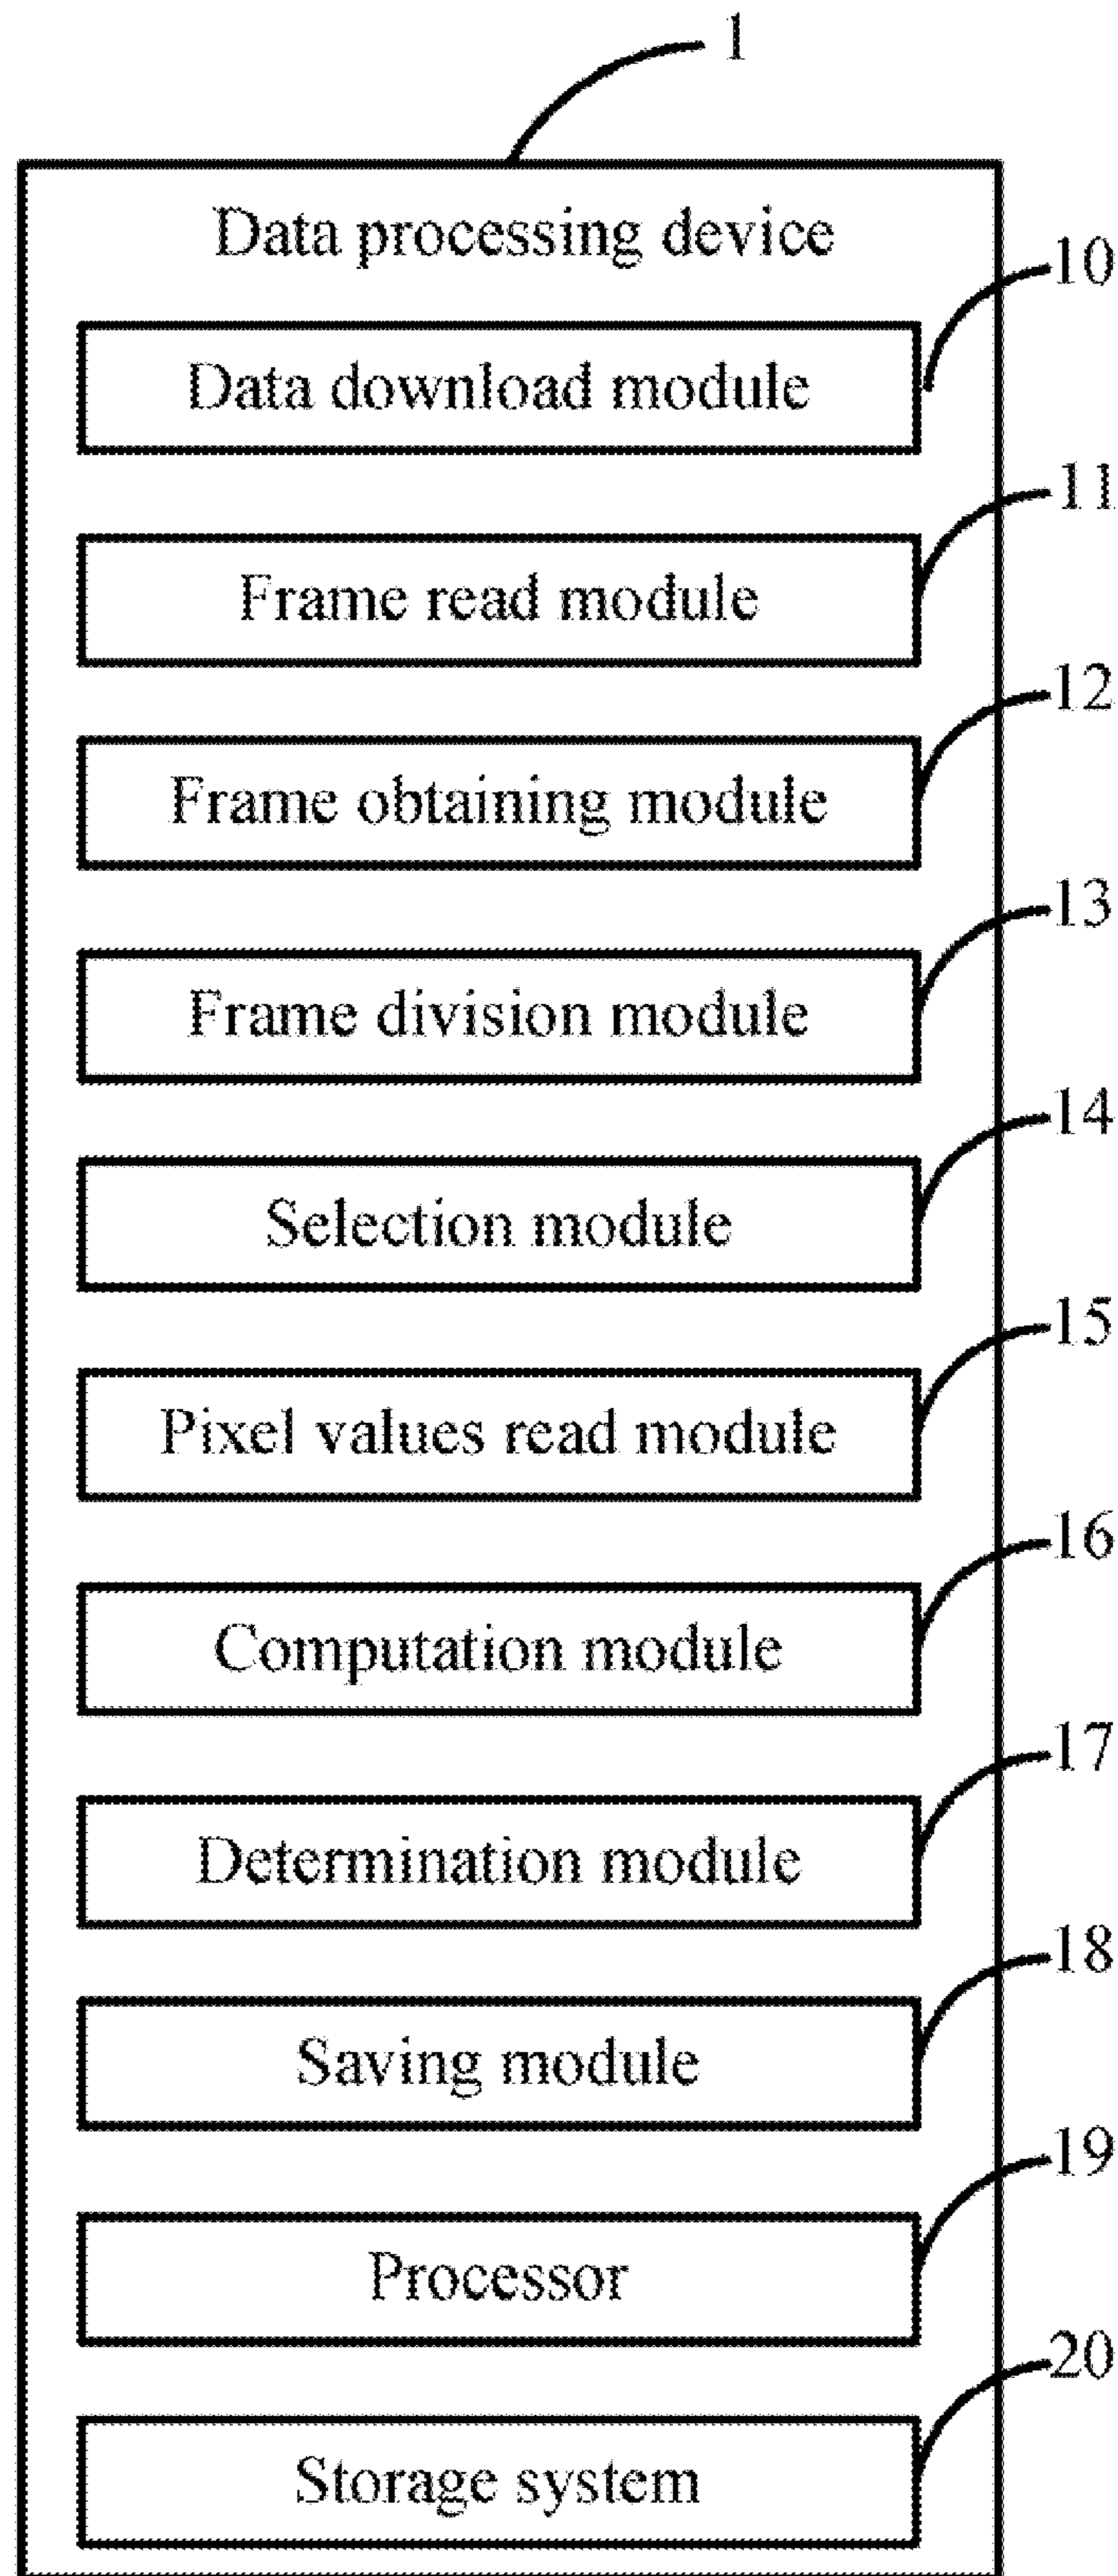 1
Data processing device
10
Data download module
11
Frame read module
12
Frame obtaining module
13
Frame division module
14
Selection module
15
Pixel values read module
16
Computation module
17
Determination module
18
Saving module
19
Processor
20
Storage system